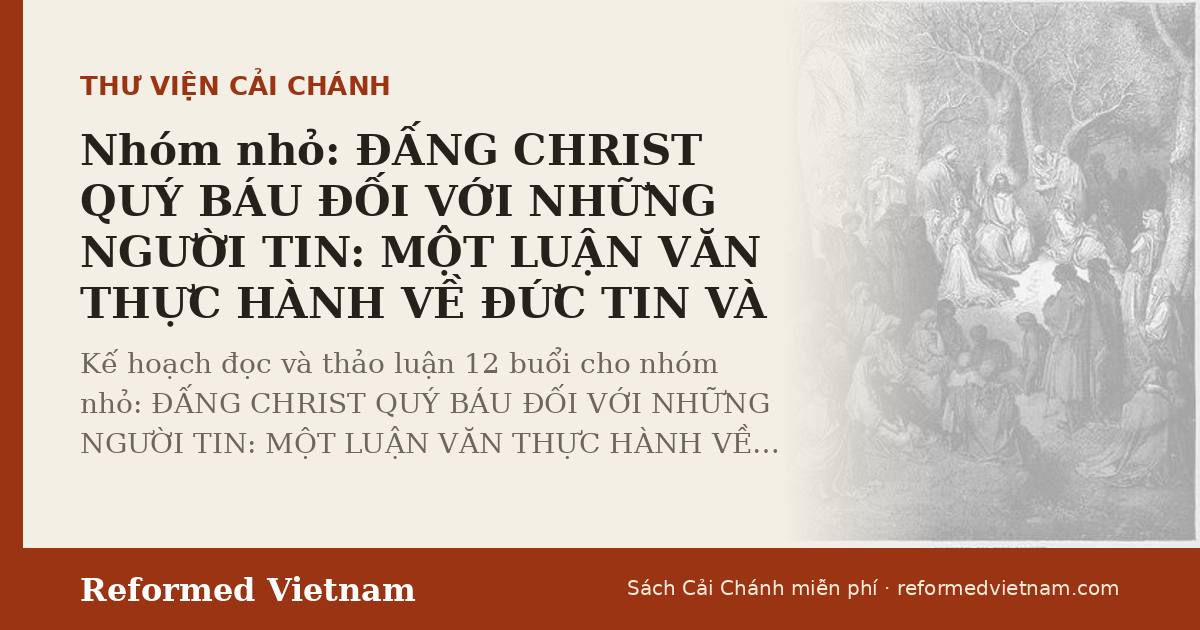 THƯ VIỆN CẢI CHÁNH
Nhóm nhỏ: ĐẤNG CHRIST
QUÝ BÁU ĐỐI VỚI NHỮNG
NGƯỜI TIN: MỘT LUẬN VĂN
THỰC HÀNH VỀ ĐỨC TIN VÀ
Kế hoạch đọc và thảo luận 12 buổi cho nhóm
nhỏ: ĐẤNG CHRIST QUÝ BÁU ĐỐI VỚI NHỮNG
NGƯỜI TIN: MỘT LUẬN VĂN THỰC HÀNH VỀ...
Reformed Vietnam
Sách Cải Chánh miễn phí · reformedvietnam.com